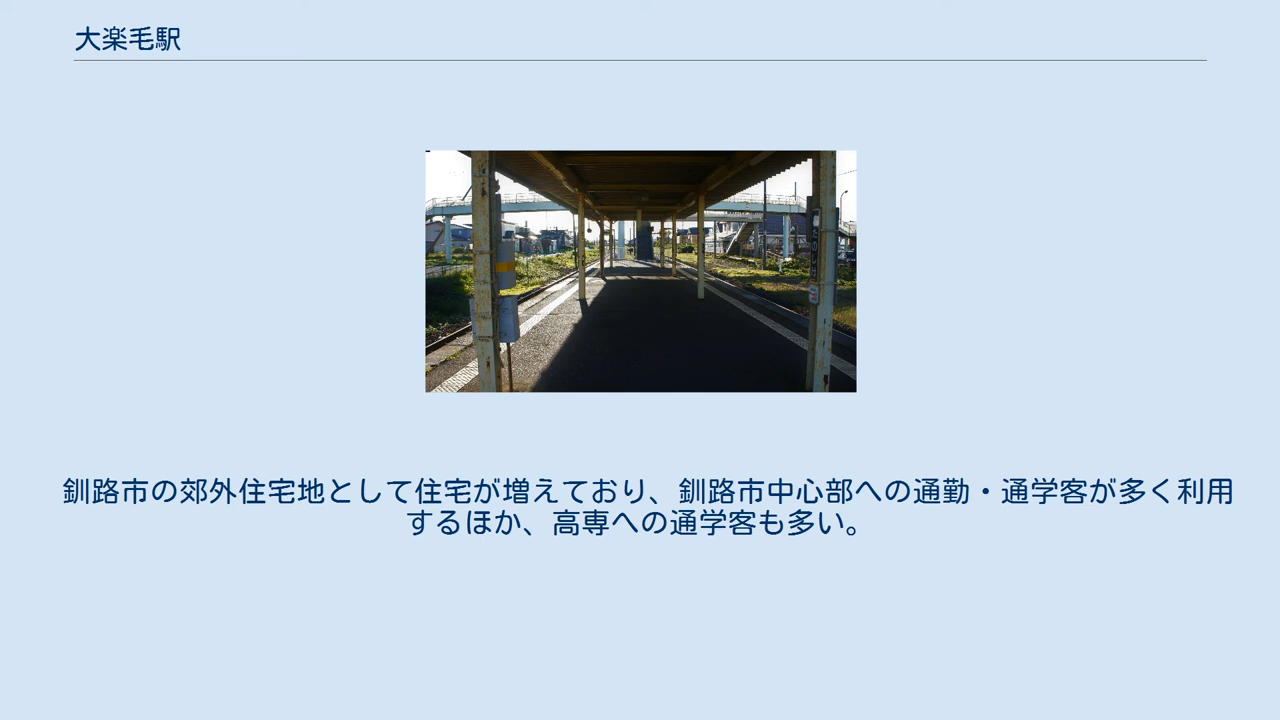 大楽毛駅
釧路市の郊外住宅地として住宅が増えており、釧路市中心部への通勤・通学客が多く利用
するほか、高専への通学客も多い。